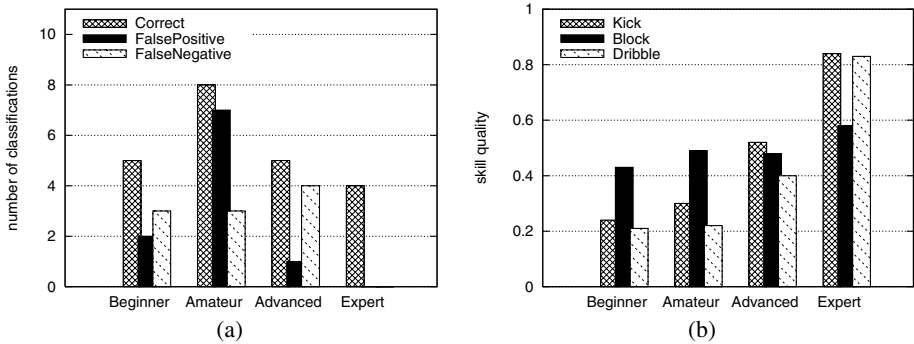 Correct
FalsePositive
FalseNegative
number of classifications
10
8
6
4
2
0
Beginner Amateur Advanced Expert
(a)
Kick
Block
Dribble
skill quality
1
0.8
0.6
0.4
0.2
0
Beginner Amateur Advanced Expert
(b)